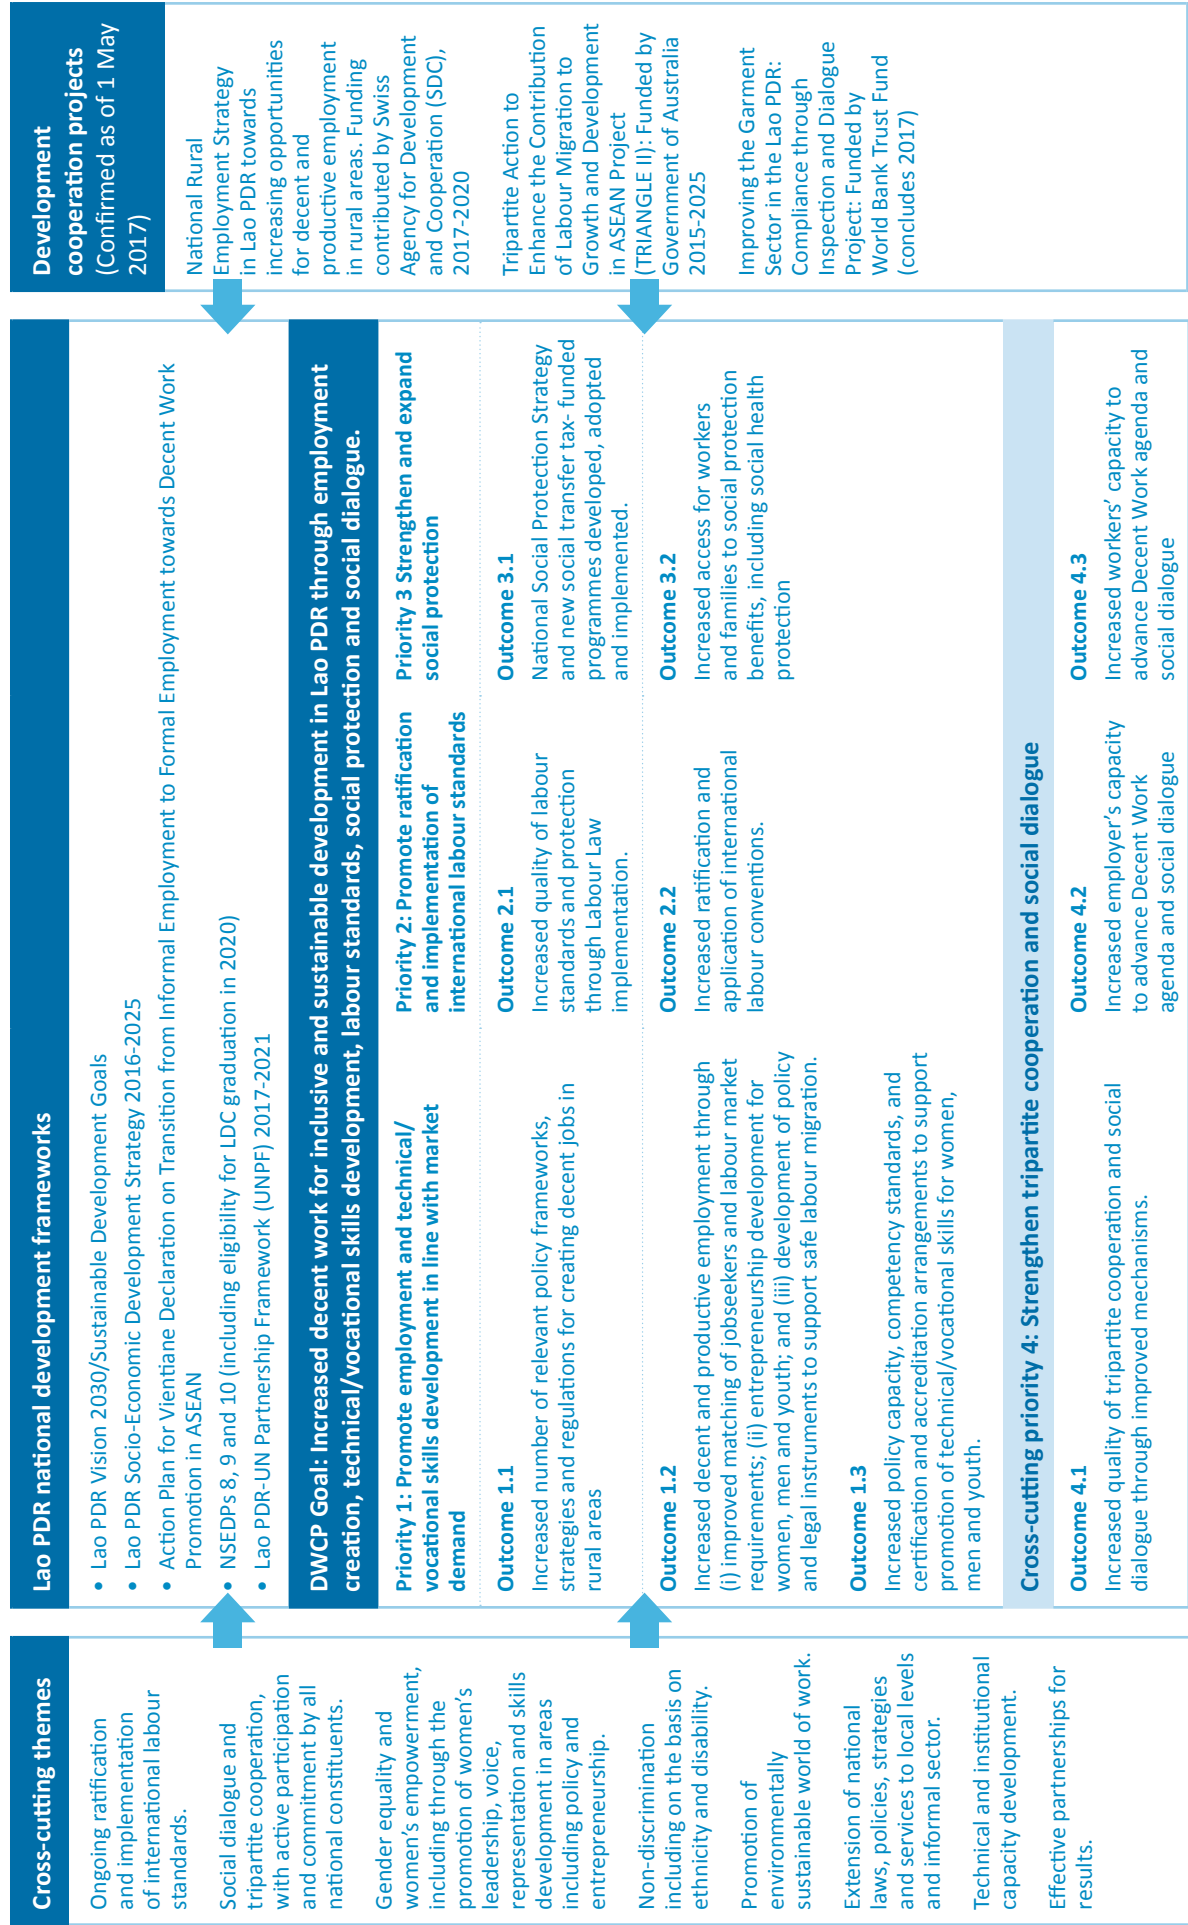 Cross-cutting themes
Ongoing ratification
and implementation
of international labour
standards.
Social dialogue and
tripartite cooperation,
with active participation
and commitment by all
national constituents.
Gender equality and
women's empowerment,
including through the
promotion of women's
leadership, voice,
representation and skills
development in areas
including policy and
entrepreneurship.
Non-discrimination
including on the basis on
ethnicity and disability.
Promotion of
environmentally
sustainable world of work.
Extension of national
laws, policies, strategies
and services to local levels
and informal sector.
Technical and institutional
capacity development.
Effective partnerships for
results.
Lao PDR national development frameworks
• Lao PDR Vision 2030/Sustainable Development Goals
• Lao PDR Socio-Economic Development Strategy 2016-2025
• Action Plan for Vientiane Declaration on Transition from Informal Employment to Formal Employment towards Decent Work
Promotion in ASEAN
• NSEDPs 8, 9 and 10 (including eligibility for LDC graduation in 2020)
• Lao PDR-UN Partnership Framework (UNPF) 2017-2021
DWCP Goal: Increased decent work for inclusive and sustainable development in Lao PDR through employment
creation, technical/vocational skills development, labour standards, social protection and social dialogue.
Priority 1: Promote employment and technical/
vocational skills development in line with market
demand
Outcome 1.1
Increased number of relevant policy frameworks,
strategies and regulations for creating decent jobs in
rural areas
Outcome 1.2
Increased decent and productive employment through
(i) improved matching of jobseekers and labour market
requirements; (ii) entrepreneurship development for
women, men and youth; and (iii) development of policy
and legal instruments to support safe labour migration.
Outcome 1.3
Increased policy capacity, competency standards, and
certification and accreditation arrangements to support
promotion of technical/vocational skills for women,
men and youth.
Priority 2: Promote ratification
and implementation of
international labour standards
Outcome 2.1
Increased quality of labour
standards and protection
through Labour Law
implementation.
Outcome 2.2
Increased ratification and
application of international
labour conventions.
Priority 3 Strengthen and expand
social protection
Outcome 3.1
National Social Protection Strategy
and new social transfer tax- funded
programmes developed, adopted
and implemented.
Outcome 3.2
Increased access for workers
and families to social protection
benefits, including social health
protection
Cross-cutting priority 4: Strengthen tripartite cooperation and social dialogue
Outcome 4.1
Increased quality of tripartite cooperation and social
dialogue through improved mechanisms.
Outcome 4.2
Increased employer's capacity
to advance Decent Work
agenda and social dialogue
Outcome 4.3
Increased workers' capacity to
advance Decent Work agenda and
social dialogue
Development
cooperation projects
(Confirmed as of 1 May
2017)
National Rural
Employment Strategy
in Lao PDR towards
increasing opportunities
for decent and
productive employment
in rural areas. Funding
contributed by Swiss
Agency for Development
and Cooperation (SDC),
2017-2020
Tripartite Action to
Enhance the Contribution
of Labour Migration to
Growth and Development
in ASEAN Project
(TRIANGLE II): Funded by
Government of Australia
2015-2025
Improving the Garment
Sector in the Lao PDR:
Compliance through
Inspection and Dialogue
Project: Funded by
World Bank Trust Fund
(concludes 2017)